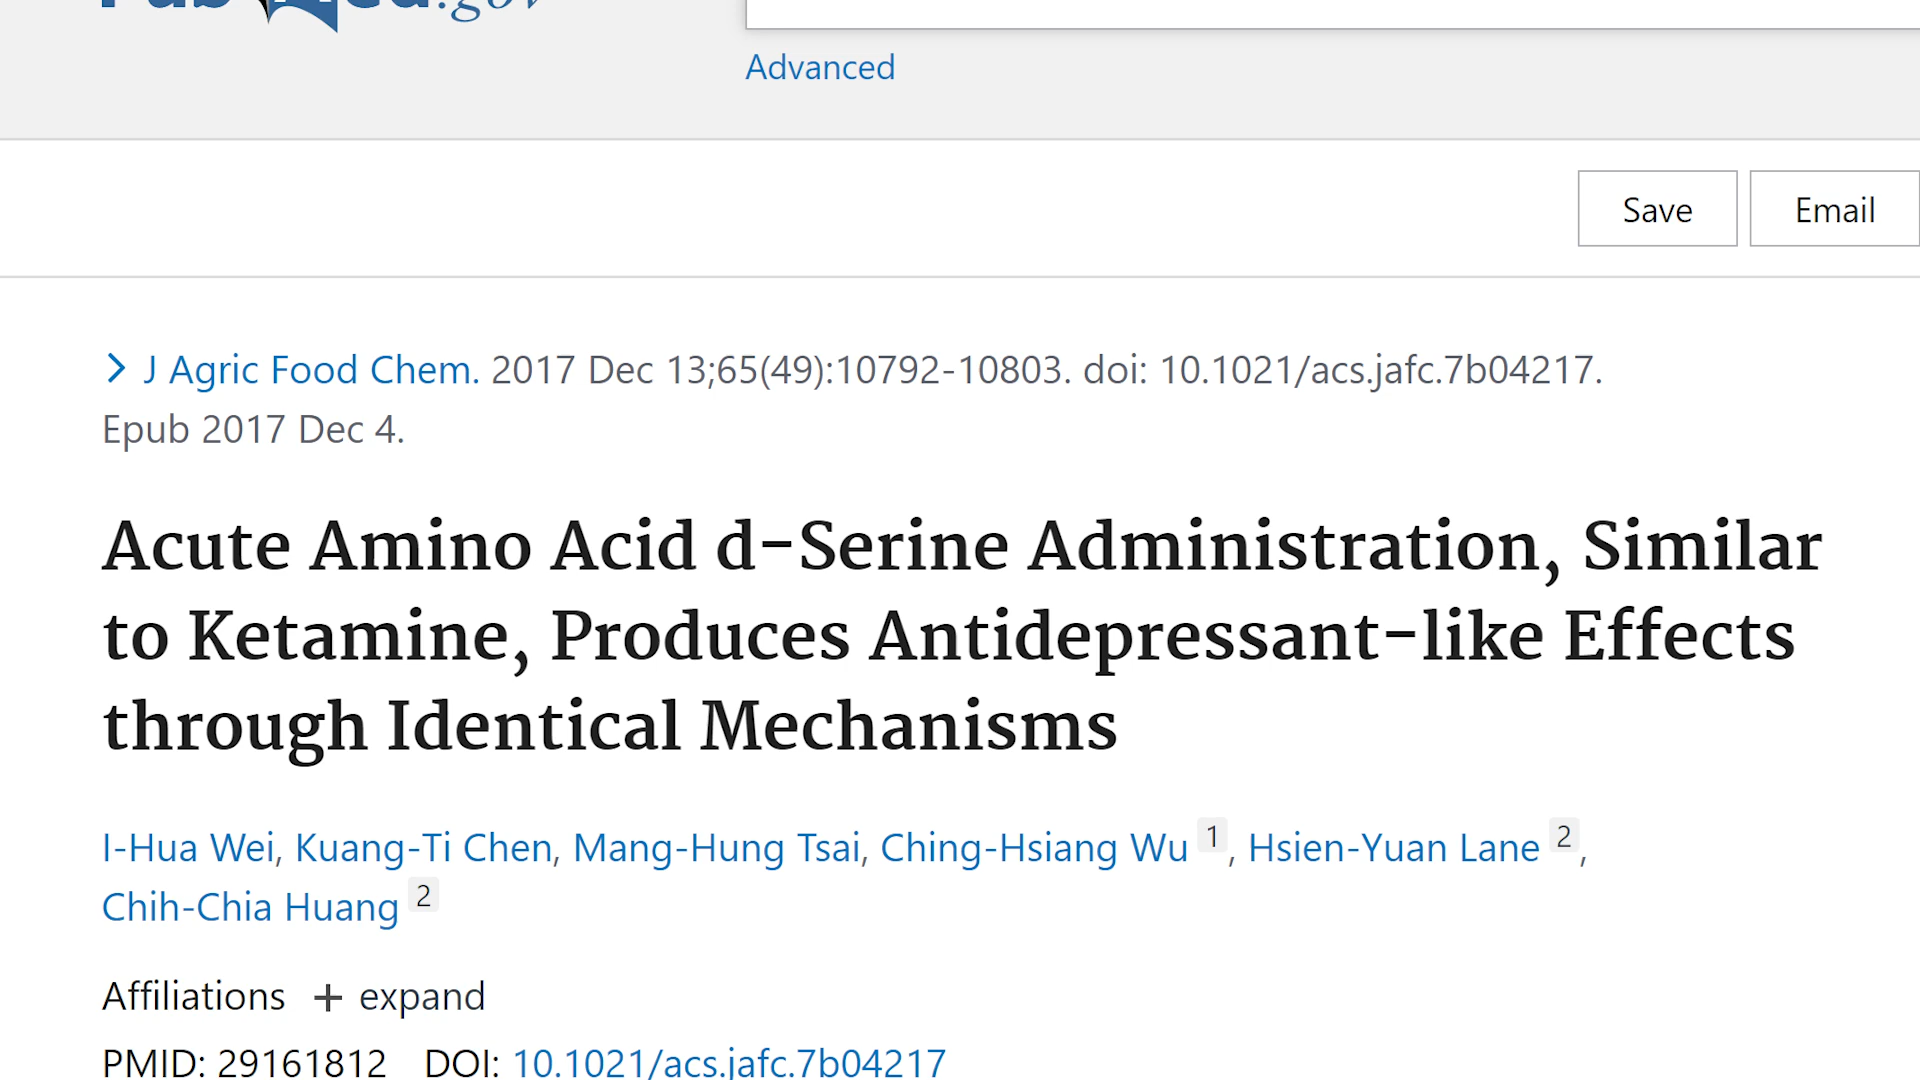 PubMed.gov
Advanced
Save Email
J Agric Food Chem. 2017 Dec 13;65(49):10792-10803. doi: 10.1021/acs.jafc.7b04217.
Epub 2017 Dec 4.
Acute Amino Acid d-Serine Administration, Similar
to Ketamine, Produces Antidepressant-like Effects
through Identical Mechanisms
I-Hua Wei, Kuang-Ti Chen, Mang-Hung Tsai, Ching-Hsiang Wu 1, Hsien-Yuan Lane 2,
Chih-Chia Huang 2
Affiliations + expand
PMID: 29161812 DOI: 10.1021/acs.jafc.7b04217